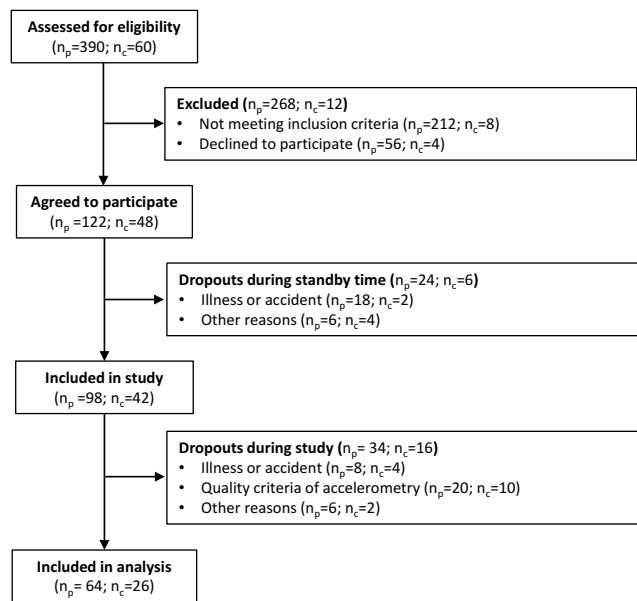 Assessed for eligibility
(np=390; nc=60)
Excluded (np=268; nc=12)
• Not meeting inclusion criteria (np=212; nc=8)
• Declined to participate (np=56; nc=4)
Agreed to participate
(np =122; nc=48)
Dropouts during standby time (np=24; nc=6)
• Illness or accident (np=18; nc=2)
• Other reasons (np=6; nc=4)
Included in study
(np =98; nc=42)
Dropouts during study (np= 34; nc=16)
• Illness or accident (np=8; nc=4)
• Quality criteria of accelerometry (np=20; nc=10)
• Other reasons (np=6; nc=2)
Included in analysis
(np= 64; nc=26)